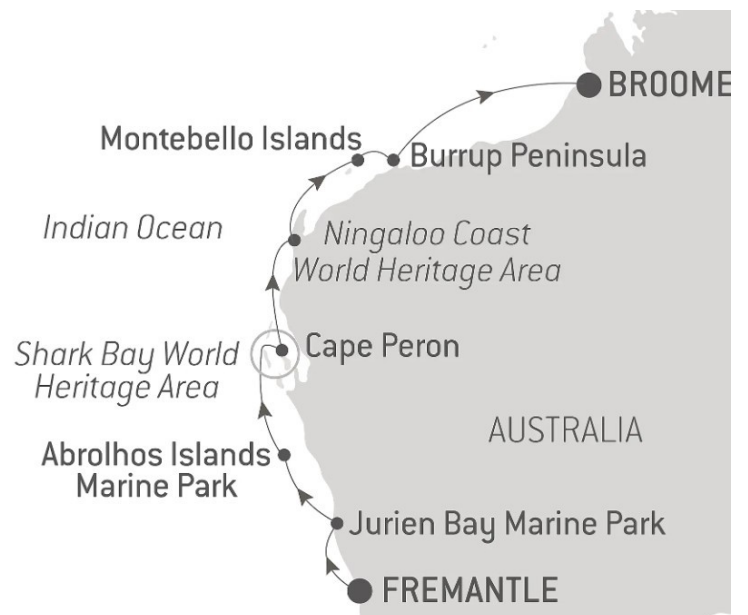 BROOME
Montebello Islands
Burrup Peninsula
Indian Ocean
Ningaloo Coast
World Heritage Area
Shark Bay World
Heritage Area
Cape Peron
AUSTRALIA
Abrolhos Islands
Marine Park
Jurien Bay Marine Park
FREMANTLE